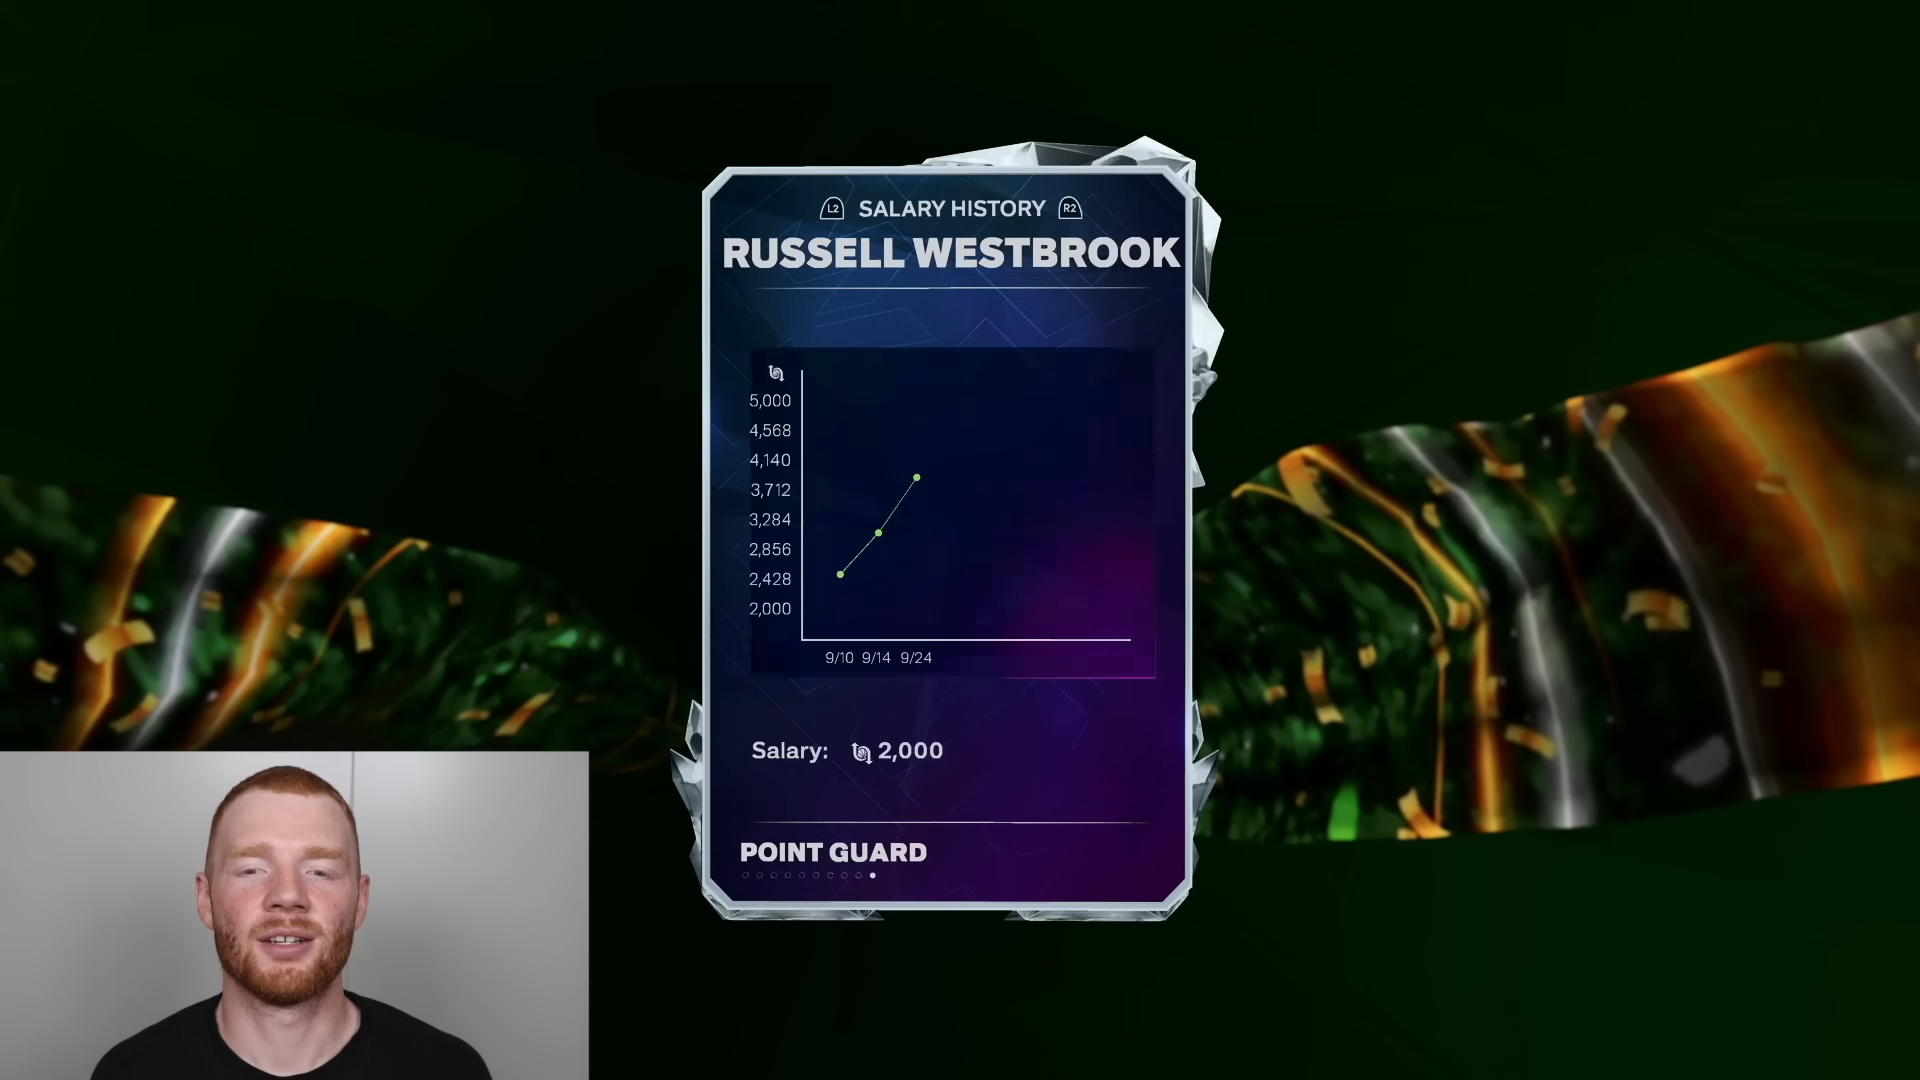 L2 SALARY HISTORY R2
RUSSELL WESTBROOK
5,000
4,568
4,140
3,712
3,284
2,856
2,428
2,000
9/10 9/14 9/24
Salary: 2,000
POINT GUARD